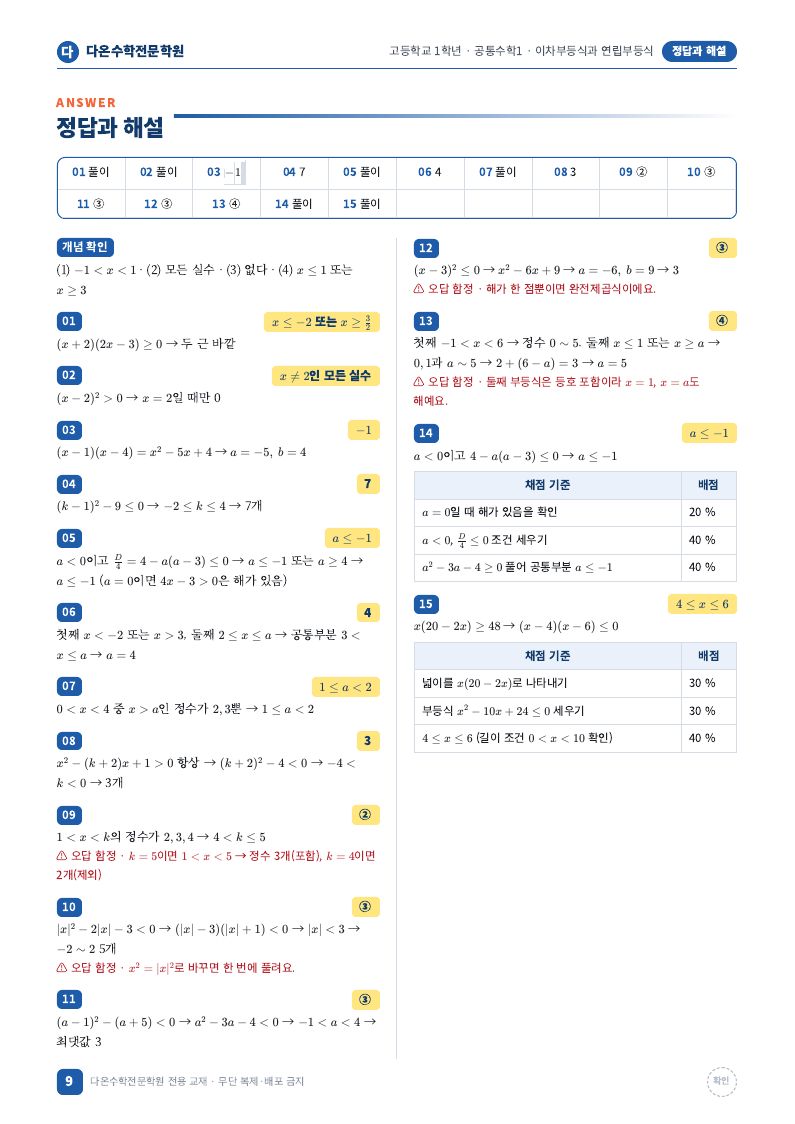 다 다온수학전문학원
고등학교 1학년 · 공통수학1 · 이차부등식과 연립부등식 정답과 해설
ANSWER
정답과 해설
01 풀이 02 풀이 03 −1 04 7 05 풀이 06 4 07 풀이 08 3 09 ② 10 ③
11 ③ 12 ③ 13 ④ 14 풀이 15 풀이
개념 확인
(1) −1 < x < 1 · (2) 모든 실수 · (3) 없다 · (4) x ≤ 1 또는
x ≥ 3
01 x ≤ −2 또는 x ≥ 3/2
(x + 2)(2x − 3) ≥ 0 → 두 근 바깥
02 x ≠ 2인 모든 실수
(x − 2)² > 0 → x = 2일 때만 0
03 −1
(x − 1)(x − 4) = x² − 5x + 4 → a = −5, b = 4
04 7
(k − 1)² − 9 ≤ 0 → −2 ≤ k ≤ 4 → 7개
05 a ≤ −1
a < 0이고 D/4 = 4 − a(a − 3) ≤ 0 → a ≤ −1 또는 a ≥ 4 →
a ≤ −1 (a = 0이면 4x − 3 > 0은 해가 있음)
06 4
첫째 x < −2 또는 x > 3, 둘째 2 ≤ x ≤ a → 공통부분 3 <
x ≤ a → a = 4
07 1 ≤ a < 2
0 < x < 4 중 x > a인 정수가 2, 3뿐 → 1 ≤ a < 2
08 3
x² − (k + 2)x + 1 > 0 항상 → (k + 2)² − 4 < 0 → −4 <
k < 0 → 3개
09 ②
1 < x < k의 정수가 2, 3, 4 → 4 < k ≤ 5
⚠ 오답 함정 · k = 5이면 1 < x < 5 → 정수 3개(포함), k = 4이면
2개(제외)
10 ③
|x|² − 2|x| − 3 < 0 → (|x| − 3)(|x| + 1) < 0 → |x| < 3 →
−2 ∼ 2 5개
⚠ 오답 함정 · x² = |x|²로 바꾸면 한 번에 풀려요.
11 ③
(a − 1)² − (a + 5) < 0 → a² − 3a − 4 < 0 → −1 < a < 4 →
최댓값 3
12 ③
(x − 3)² ≤ 0 → x² − 6x + 9 → a = −6, b = 9 → 3
⚠ 오답 함정 · 해가 한 점뿐이면 완전제곱식이에요.
13 ④
첫째 −1 < x < 6 → 정수 0 ∼ 5. 둘째 x ≤ 1 또는 x ≥ a →
0, 1과 a ∼ 5 → 2 + (6 − a) = 3 → a = 5
⚠ 오답 함정 · 둘째 부등식은 등호 포함이라 x = 1, x = a도
해예요.
14 a ≤ −1
a < 0이고 4 − a(a − 3) ≤ 0 → a ≤ −1
채점 기준 배점
a = 0일 때 해가 있음을 확인 20 %
a < 0, D/4 ≤ 0 조건 세우기 40 %
a² − 3a − 4 ≥ 0 풀어 공통부분 a ≤ −1 40 %
15 4 ≤ x ≤ 6
x(20 − 2x) ≥ 48 → (x − 4)(x − 6) ≤ 0
채점 기준 배점
넓이를 x(20 − 2x)로 나타내기 30 %
부등식 x² − 10x + 24 ≤ 0 세우기 30 %
4 ≤ x ≤ 6 (길이 조건 0 < x < 10 확인) 40 %
9 다온수학전문학원 전용 교재 · 무단 복제·배포 금지
확인